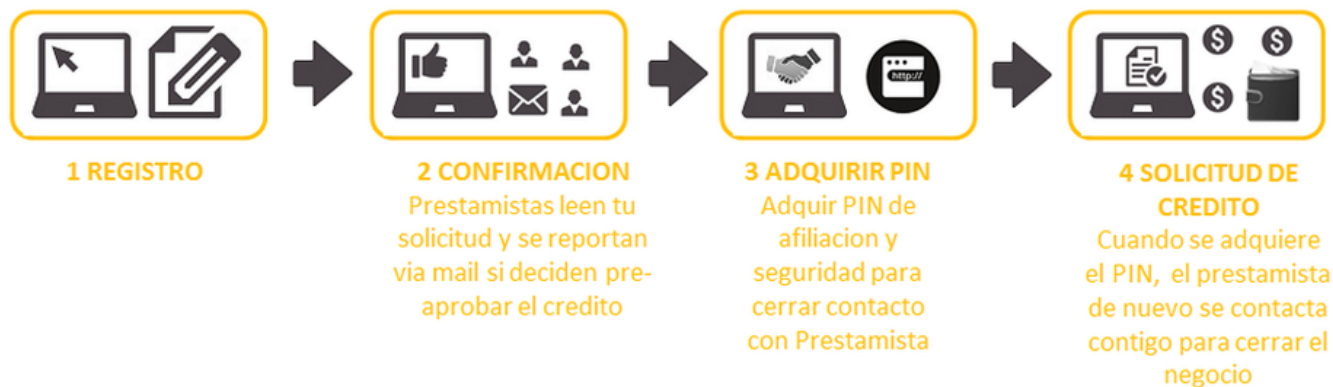 http://
1 REGISTRO
2 CONFIRMACION
Prestamistas leen tu
solicitud y se reportan
via mail si deciden pre-
aprobar el credito
3 ADQUIRIR PIN
Adquir PIN de
afiliacion y
seguridad para
cerrar contacto
con Prestamista
4 SOLICITUD DE
CREDITO
Cuando se adquiere
el PIN, el prestamista
de nuevo se contacta
contigo para cerrar el
negocio